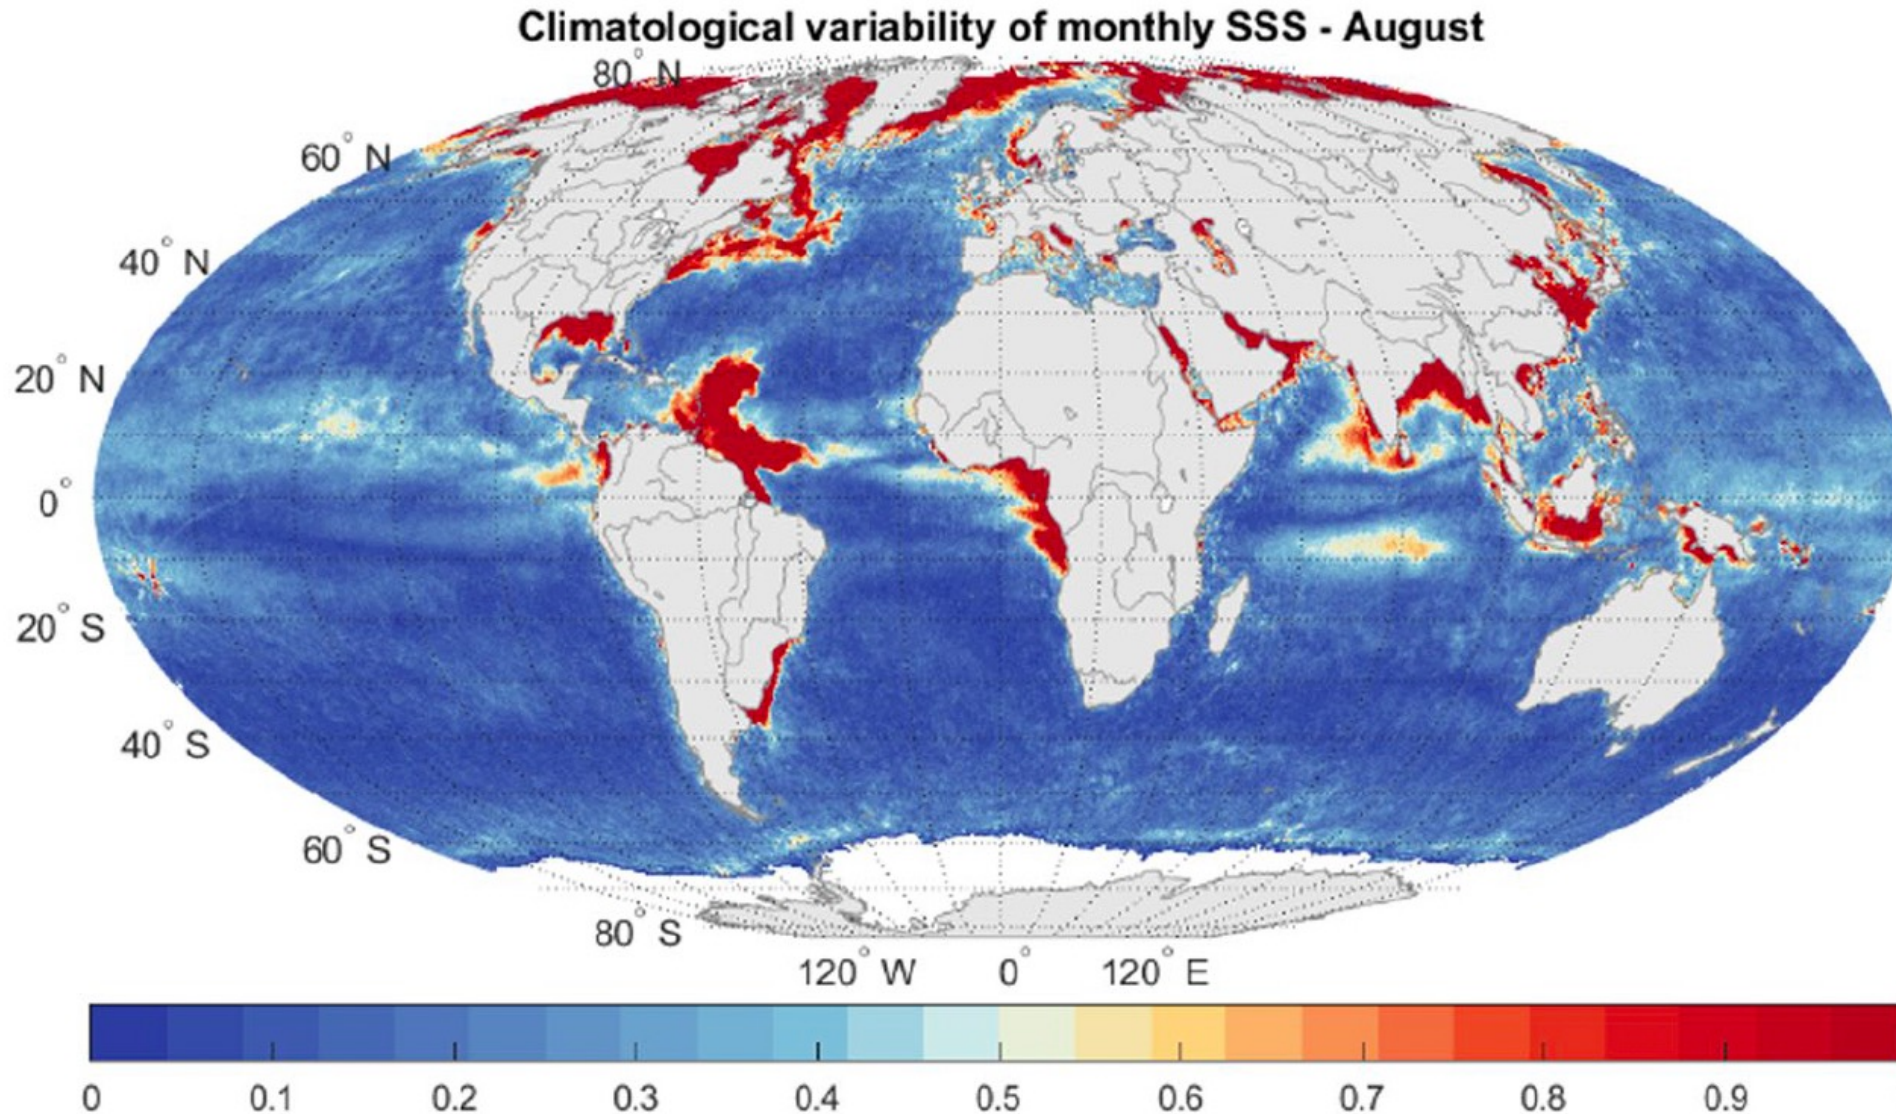 Climatological variability of monthly SSS - August
80° N
60° N
40° N
20° N
0°
20° S
40° S
60° S
80° S
120° W 0° 120° E
0 0.1 0.2 0.3 0.4 0.5 0.6 0.7 0.8 0.9